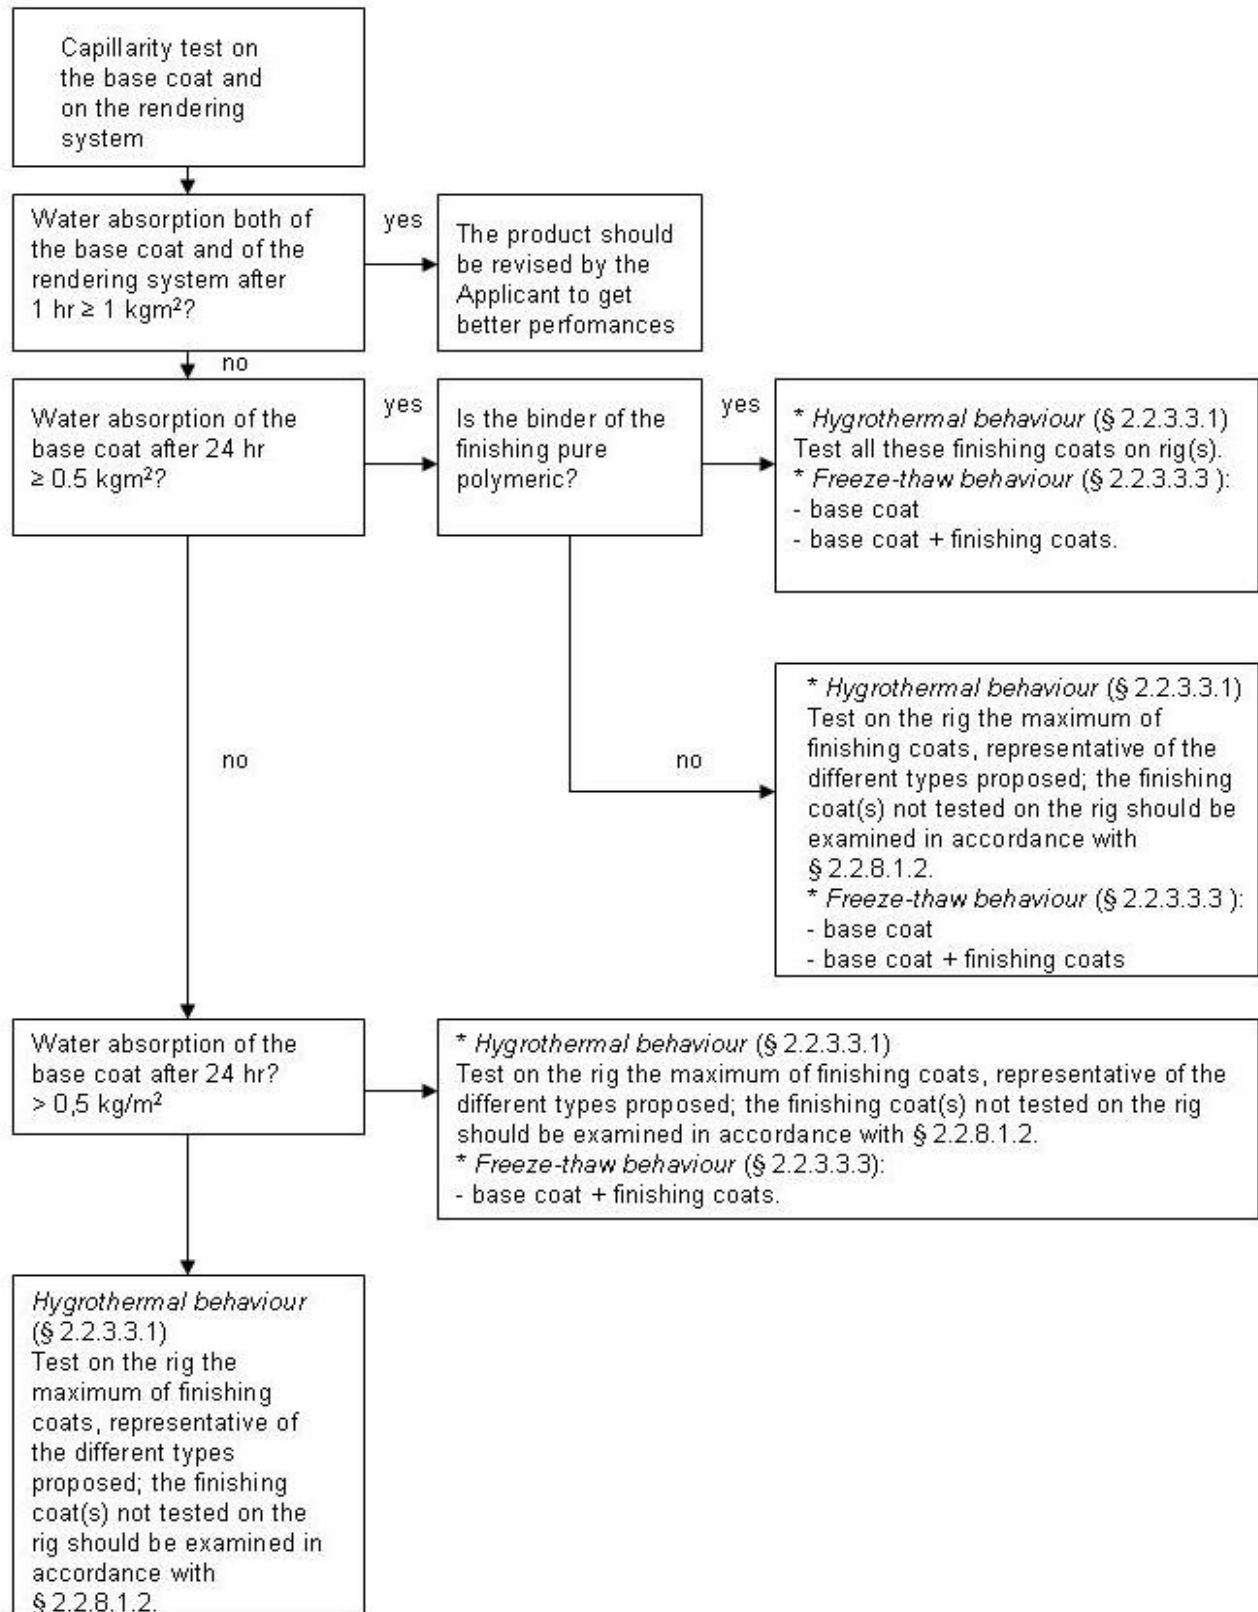 Capillarity test on
the base coat and
on the rendering
system
Water absorption both of
the base coat and of the
rendering system after
1 hr ≥ 1 kgm²?
yes
The product should
be revised by the
Applicant to get
better perfomances
no
Water absorption of the
base coat after 24 hr
≥ 0.5 kgm²?
yes
Is the binder of the
finishing pure
polymeric?
yes
* Hygrothermal behaviour (§ 2.2.3.3.1)
Test all these finishing coats on rig(s).
* Freeze-thaw behaviour (§ 2.2.3.3.3 ):
- base coat
- base coat + finishing coats.
no
* Hygrothermal behaviour (§ 2.2.3.3.1)
Test on the rig the maximum of
finishing coats, representative of the
different types proposed; the finishing
coat(s) not tested on the rig should be
examined in accordance with
§ 2.2.8.1.2.
* Freeze-thaw behaviour (§ 2.2.3.3.3 ):
- base coat
- base coat + finishing coats
no
Water absorption of the
base coat after 24 hr?
> 0,5 kg/m²
* Hygrothermal behaviour (§ 2.2.3.3.1)
Test on the rig the maximum of finishing coats, representative of the
different types proposed; the finishing coat(s) not tested on the rig
should be examined in accordance with § 2.2.8.1.2.
* Freeze-thaw behaviour (§ 2.2.3.3.3):
- base coat + finishing coats.
Hygrothermal behaviour
(§ 2.2.3.3.1)
Test on the rig the
maximum of finishing
coats, representative of
the different types
proposed; the finishing
coat(s) not tested on the
rig should be examined in
accordance with
§ 2.2.8.1.2.